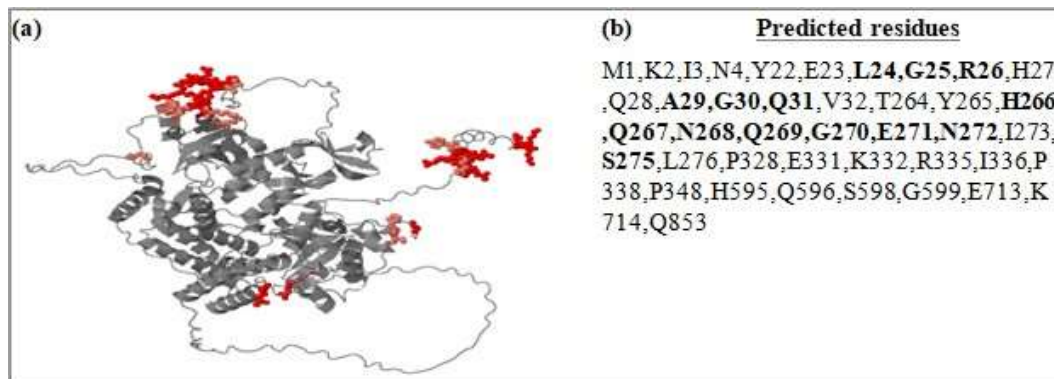 (a)
(b) Predicted residues
M1,K2,I3,N4,Y22,E23,L24,G25,R26,H27
,Q28,A29,G30,Q31,V32,T264,Y265,H266
,Q267,N268,Q269,G270,E271,N272,I273,
S275,L276,P328,E331,K332,R335,I336,P
338,P348,H595,Q596,S598,G599,E713,K
714,Q853